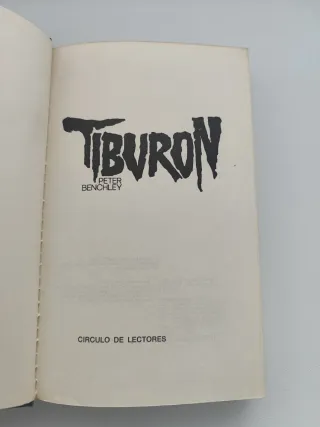 TIBURON
PETER
BENCHLEY
CIRCULO DE LECTORES